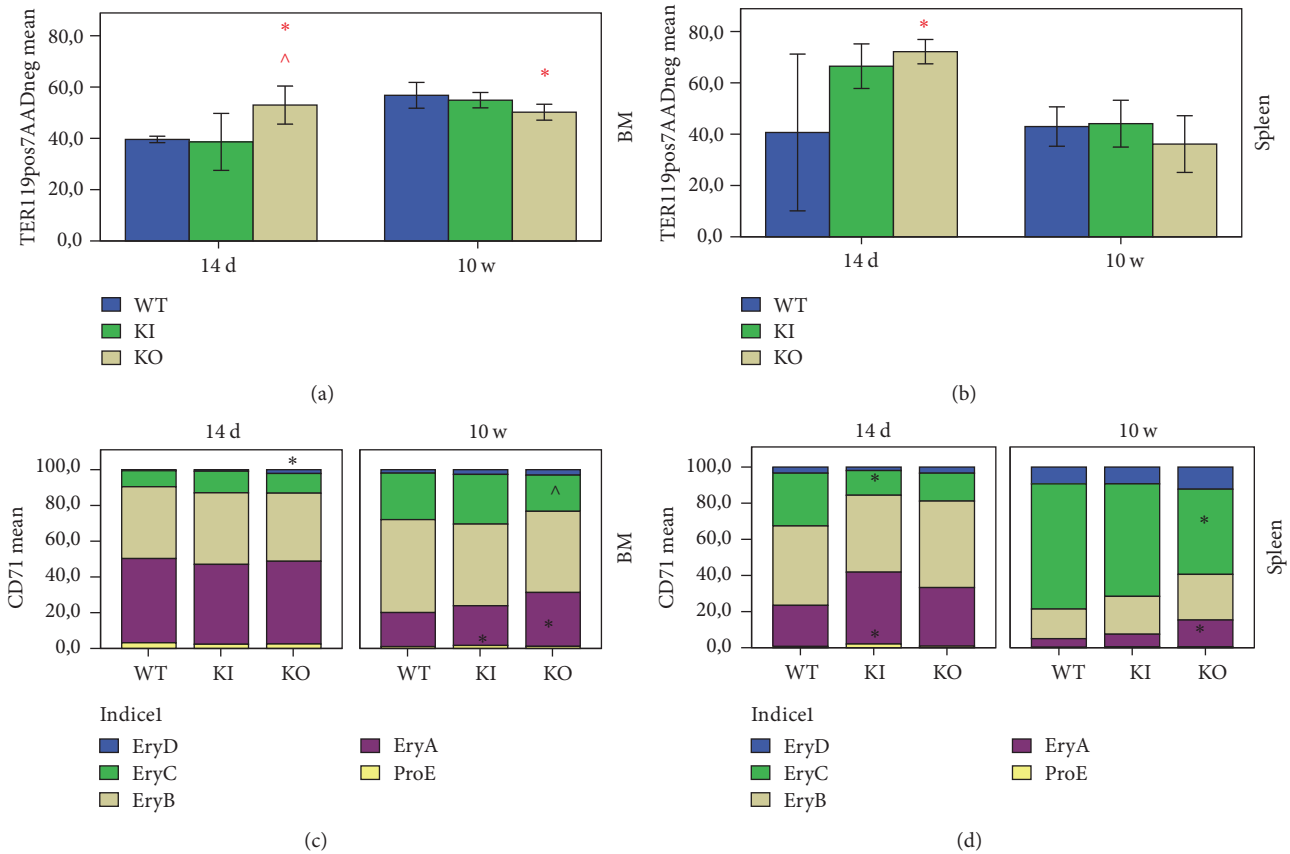 TER119pos7AADneg mean
80,0
60,0
40,0
20,0
0,0
*
^
*
14 d
10 w
BM
WT
KI
KO
(a)
TER119pos7AADneg mean
80,0
60,0
40,0
20,0
0,0
*
14 d
10 w
Spleen
WT
KI
KO
(b)
14 d
10 w
CD71 mean
100,0
80,0
60,0
40,0
20,0
0,0
*
^
*
*
WT KI KO
WT KI KO
BM
Indice1
EryD
EryC
EryB
EryA
ProE
(c)
14 d
10 w
CD71 mean
100,0
80,0
60,0
40,0
20,0
0,0
*
*
*
*
WT KI KO
WT KI KO
Spleen
Indice1
EryD
EryC
EryB
EryA
ProE
(d)